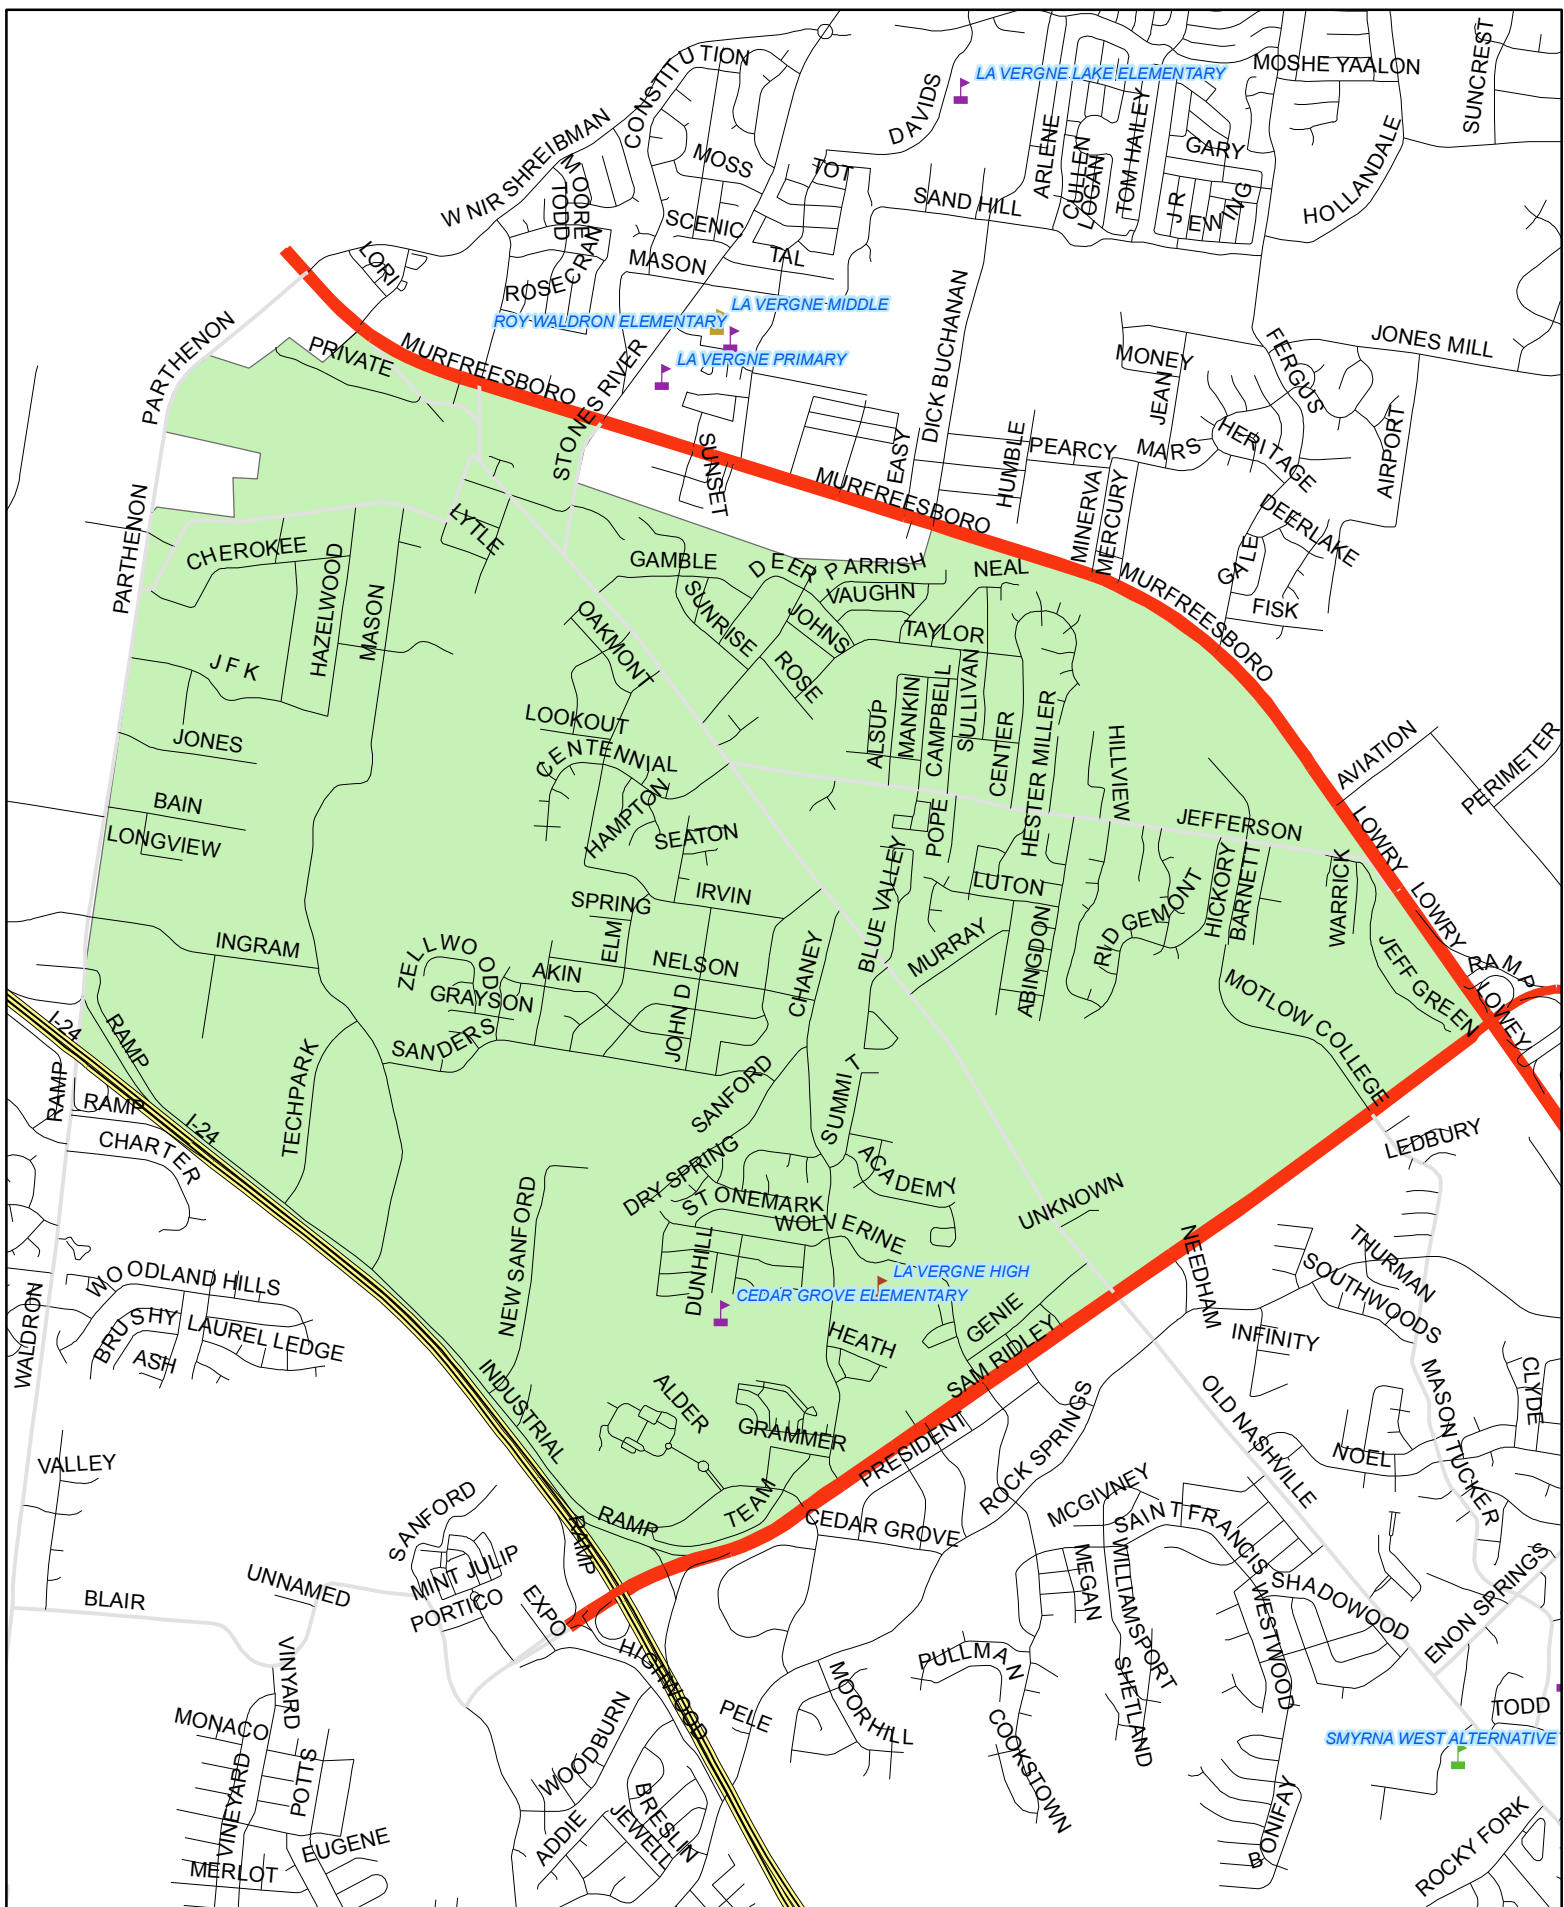 SUNCREST
CONSTITUTION
MOSHE YAALON
LA VERGNE LAKE ELEMENTARY
DAVIDS
W NIR SHREIBMAN
ARLENE
CULLEN
LOGAN
TOM HAILEY
GARY
HOLLANDALE
MOSS
TOT
MOORE
TODD
SAND HILL
J R
EWING
SCENIC
LORI
MASON
TAL
ROSECRAN
LA VERGNE MIDDLE
ROY WALDRON ELEMENTARY
LA VERGNE PRIMARY
PARTHENON
PRIVATE
MURFREESBORO
STONES RIVER
DICK BUCHANAN
MONEY
JEAN
FERGUS
JONES MILL
SUNSET
EASY
HUMBLE
PEARCY
MARS
HERITAGE
AIRPORT
MURFREESBORO
MINERVA
MERCURY
DEERLAKE
GALE
FISK
PARTHENON
LYTLE
CHEROKEE
HAZELWOOD
MASON
J F K
GAMBLE
DEER
PARRISH
VAUGHN
NEAL
MURFREESBORO
OAKMONT
SUNRISE
JOHNS
ROSE
TAYLOR
LOOKOUT
CENTENNIAL
ALSUP
MANKIN
CAMPBELL
SULLIVAN
CENTER
HESTER MILLER
HILLVIEW
AVIATION
PERIMETER
JONES
BAIN
LONGVIEW
HAMPTON
SEATON
POPE
JEFFERSON
LOWRY
SPRING
IRVIN
BLUE VALLEY
LUTON
RIDGEMONT
HICKORY
BARNETT
WARRICK
LOWRY
INGRAM
ZELLWOOD
ELM
AKIN
NELSON
CHANEY
MURRAY
ABINGDON
JEFF GREEN
RAMP
LOWEY
GRAYSON
SANDERS
JOHN D
MOTLOW COLLEGE
I-24
RAMP
RAMP
RAMP
I-24
CHARTER
TECHPARK
SANFORD
SUMMIT
LEDBURY
DRY SPRING
ACADEMY
STONEMARK
WOLVERINE
UNKNOWN
NEW SANFORD
DUNHILL
LA VERGNE HIGH
CEDAR GROVE ELEMENTARY
NEEDHAM
THURMAN
SOUTHWOODS
INFINITY
WOODLAND HILLS
BRUSHY
LAUREL LEDGE
ASH
WALDRON
HEATH
GENIE
SAM RIDLEY
INDUSTRIAL
ALDER
GRAMMER
PRESIDENT
ROCK SPRINGS
OLD NASHVILLE
MASON TUCKER
CLYDE
NOEL
VALLEY
SANFORD
RAMP
RAMP
TEAM
CEDAR GROVE
MCGIVNEY
SAINT FRANCIS
MEGAN
WILLIAMSPORT
WESTWOOD
SHADOWOOD
ENON SPRINGS
BLAIR
UNNAMED
MINT JULIP
PORTICO
EXPO
HIGHWOOD
VINYARD
MONACO
VINEYARD
POTTS
EUGENE
MERLOT
WOODBURN
PELE
MOORHILL
PULLMAN
COOKSTOWN
SHETLAND
BONIFAY
TODD
SMYRNA WEST ALTERNATIVE
ADDIE
JEWELL
BRESLIN
ROCKY FORK